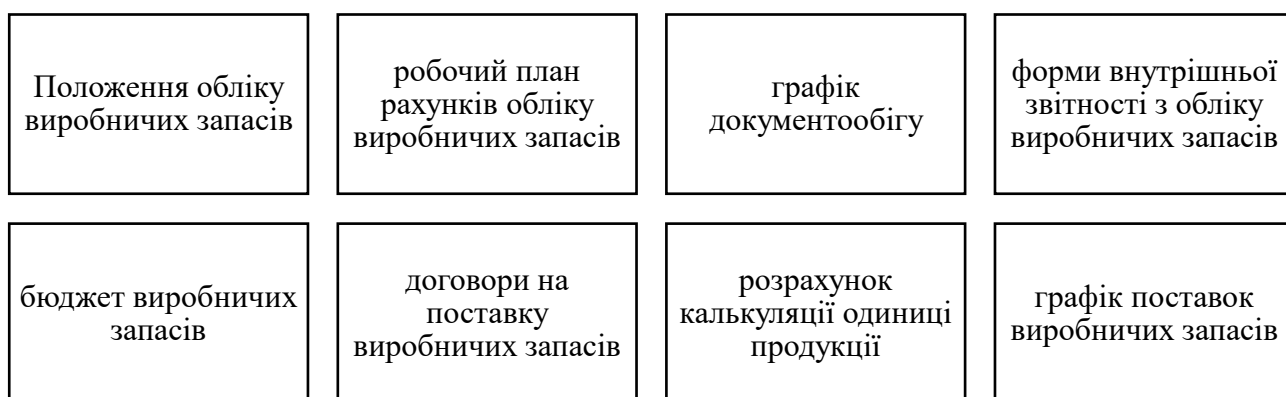 Положення обліку
виробничих запасів
робочий план
рахунків обліку
виробничих запасів
графік
документообігу
форми внутрішньої
звітності з обліку
виробничих запасів
бюджет виробничих
запасів
договори на
поставку
виробничих запасів
розрахунок
калькуляції одиниці
продукції
графік поставок
виробничих запасів